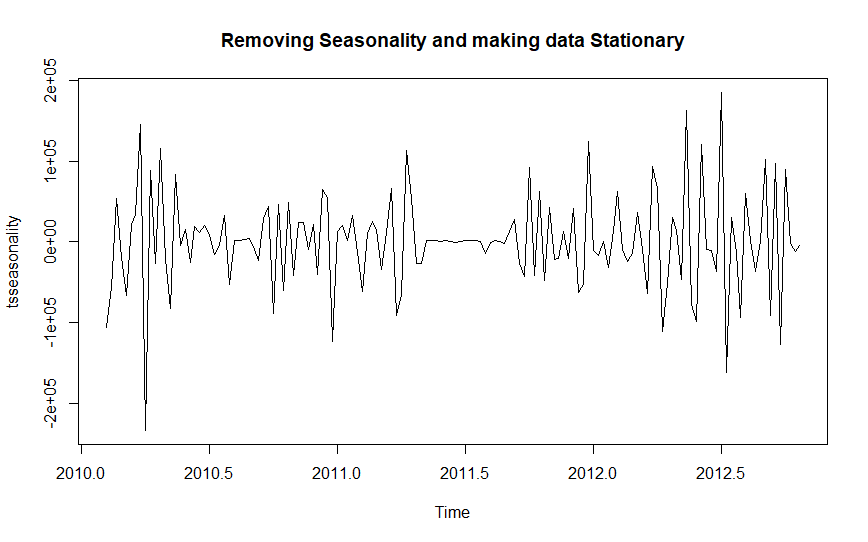 Removing Seasonality and making data Stationary
tsseasonality
2e+05
1e+05
0e+00
-1e+05
-2e+05
2010.0 2010.5 2011.0 2011.5 2012.0 2012.5
Time